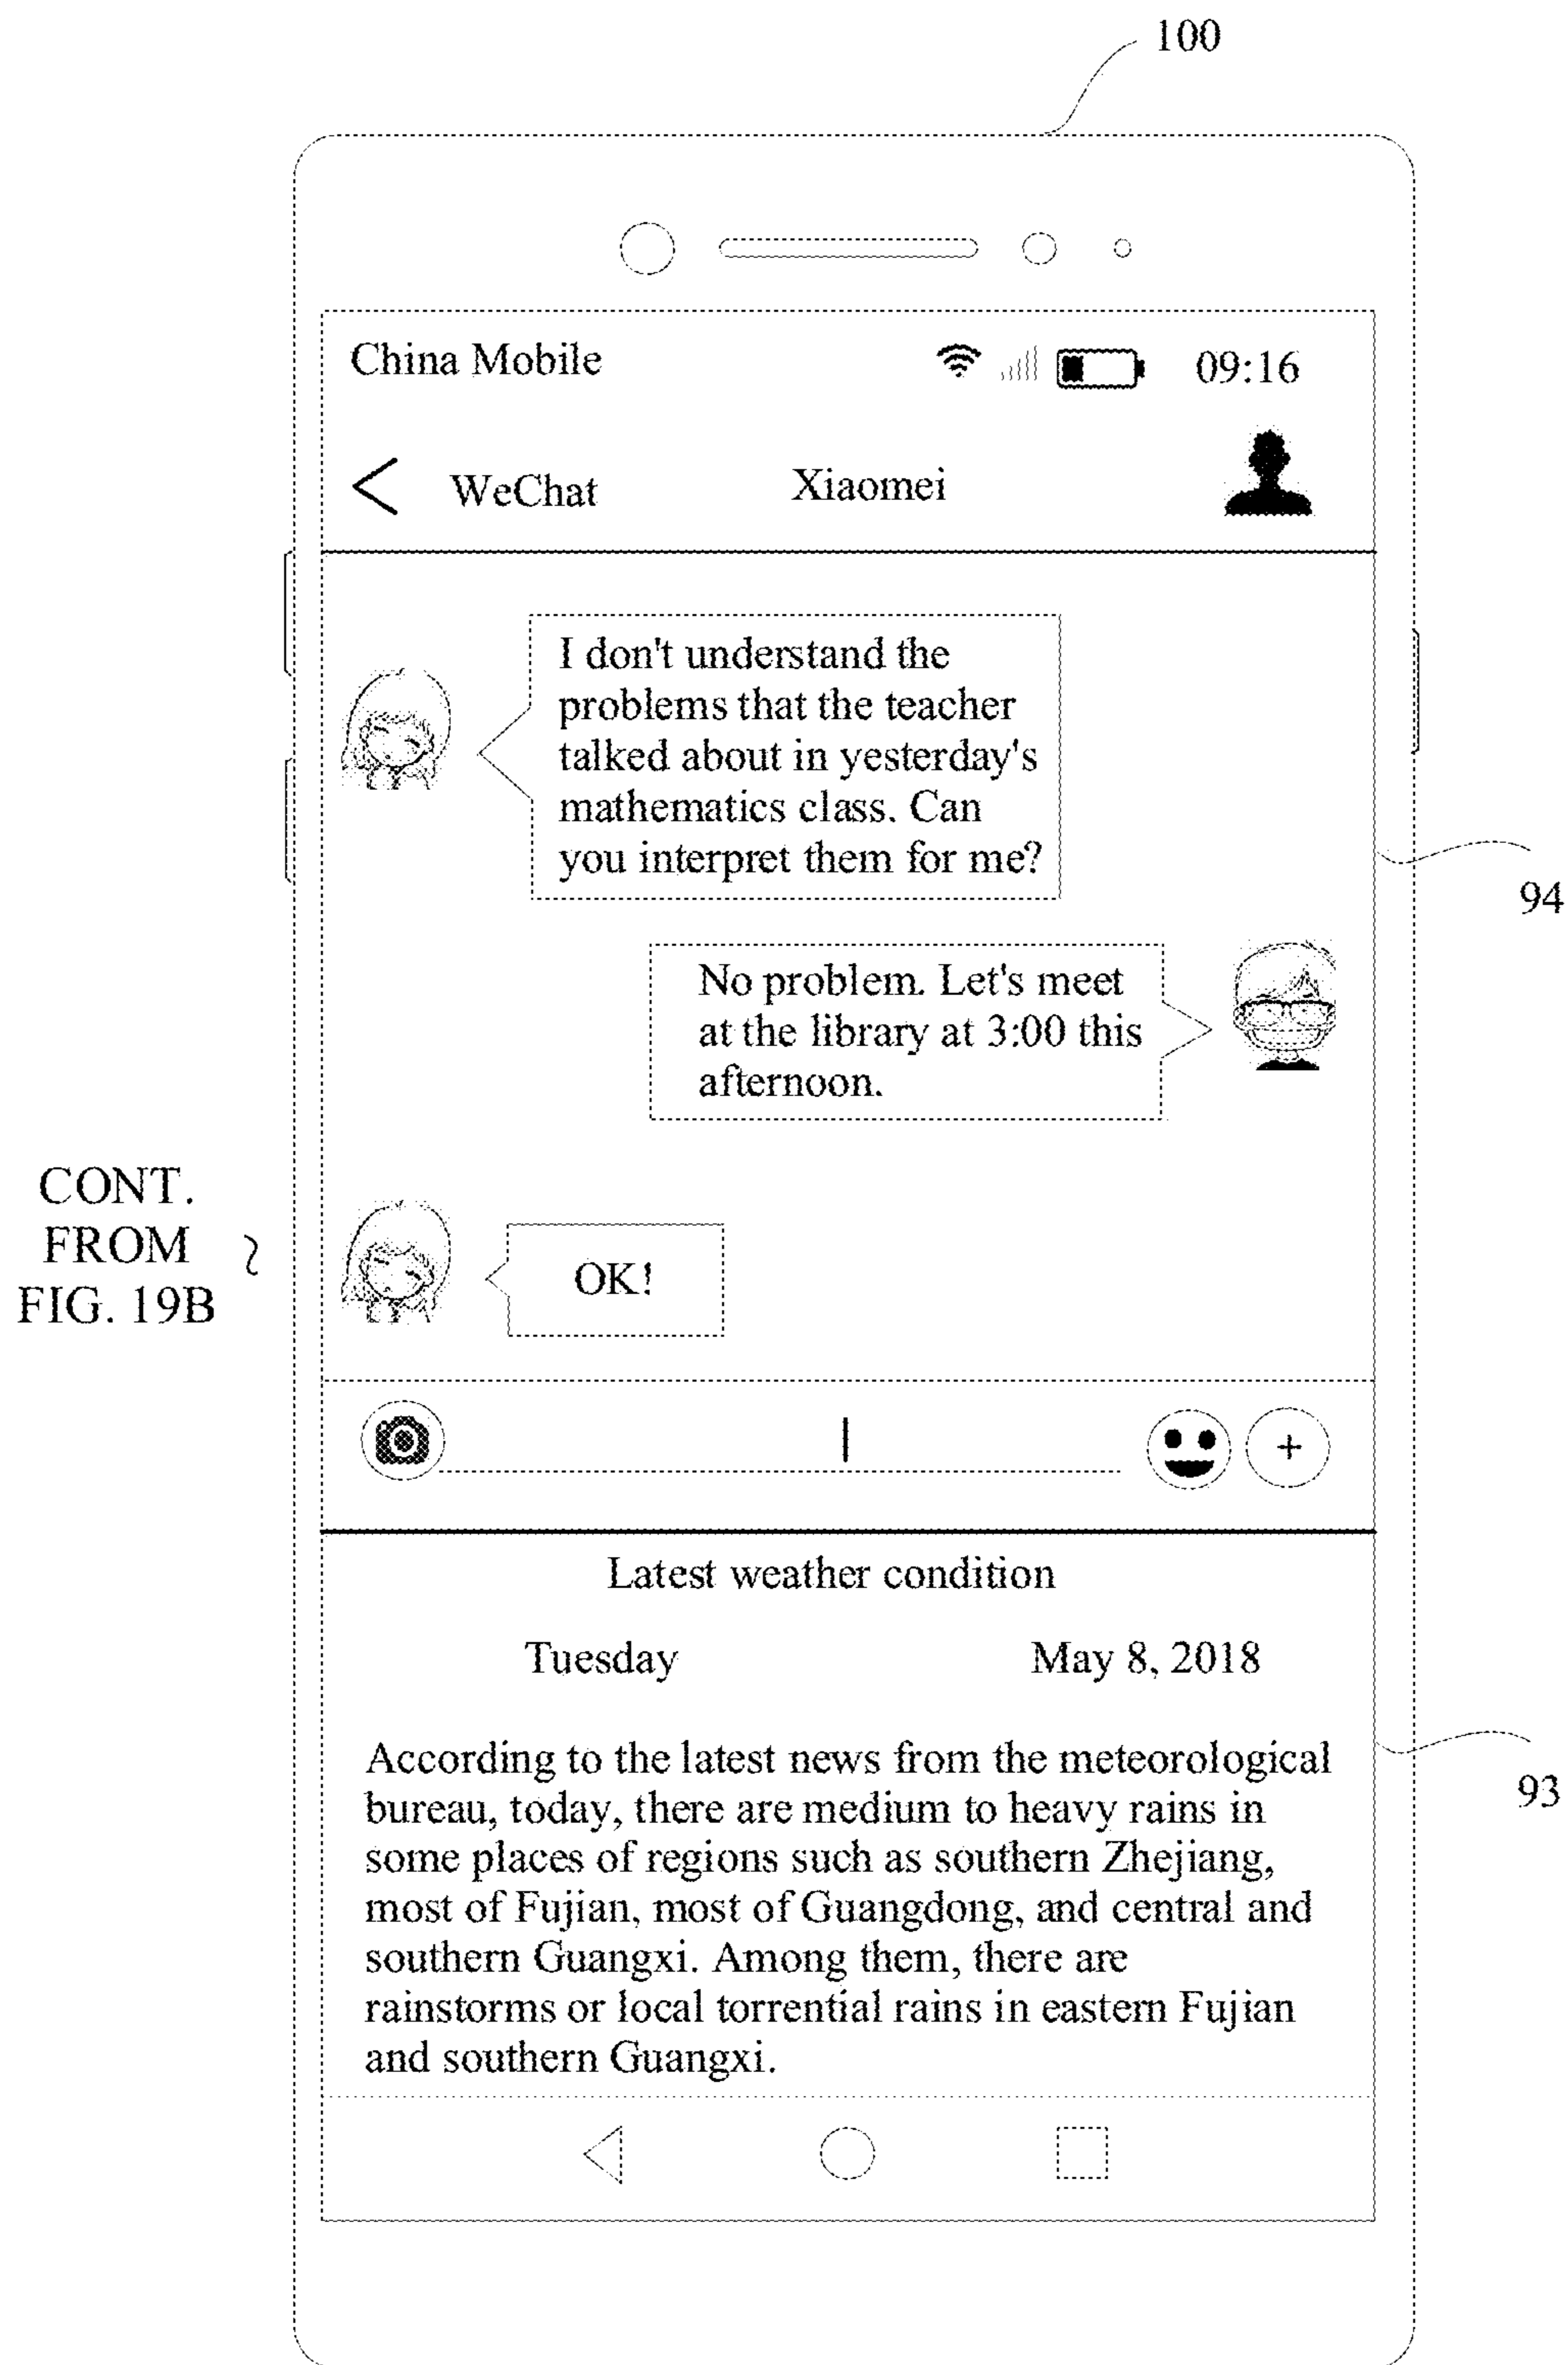 100
China Mobile 09:16
WeChat Xiaomei
I don't understand the
problems that the teacher
talked about in yesterday's
mathematics class. Can
you interpret them for me?
94
No problem. Let's meet
at the library at 3:00 this
afternoon.
CONT.
FROM
FIG. 19B
OK!
Latest weather condition
Tuesday May 8, 2018
According to the latest news from the meteorological
bureau, today, there are medium to heavy rains in
some places of regions such as southern Zhejiang,
most of Fujian, most of Guangdong, and central and
southern Guangxi. Among them, there are
rainstorms or local torrential rains in eastern Fujian
and southern Guangxi.
93